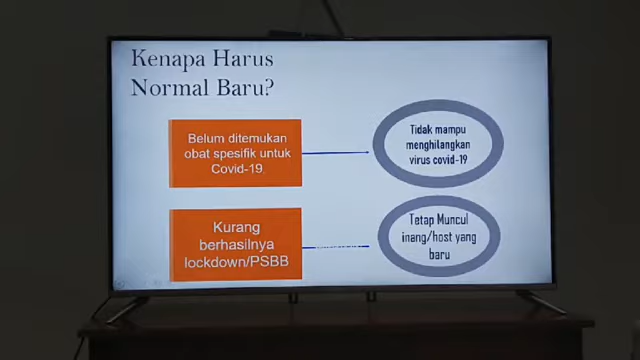 Kenapa Harus
Normal Baru?
Belum ditemukan
obat spesifik untuk
Covid-19
Tidak mampu
menghilangkan
virus covid-19
Kurang
berhasilnya
lockdown/PSBB
Tetap Muncul
inang/host yang
baru